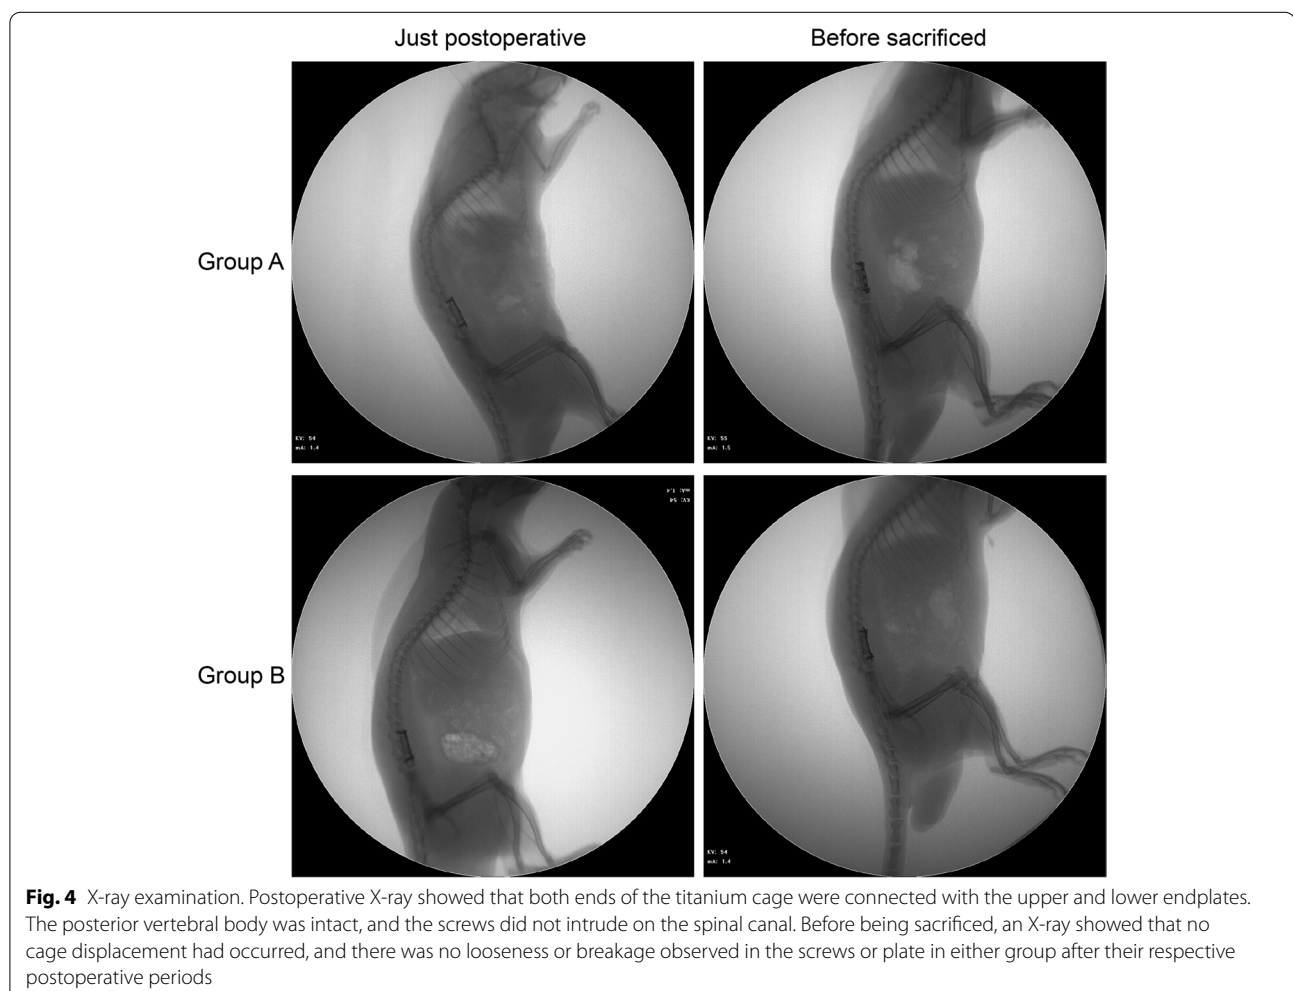 Just postoperative
Before sacrificed
Group A
KV: 54
mA: 1.4
KV: 55
mA: 1.5
Group B
mA: 1.4
KV: 54
KV: 54
mA: 1.4
Fig. 4 X-ray examination. Postoperative X-ray showed that both ends of the titanium cage were connected with the upper and lower endplates.
The posterior vertebral body was intact, and the screws did not intrude on the spinal canal. Before being sacrificed, an X-ray showed that no
cage displacement had occurred, and there was no looseness or breakage observed in the screws or plate in either group after their respective
postoperative periods